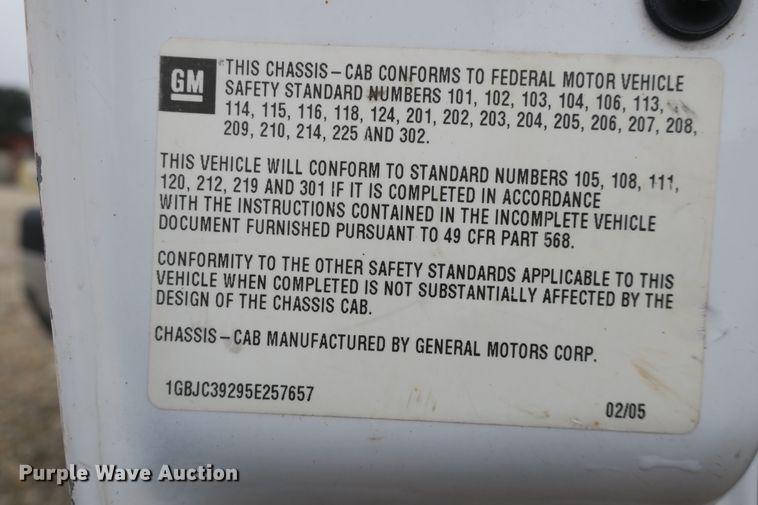 GM
THIS CHASSIS-CAB CONFORMS TO FEDERAL MOTOR VEHICLE
SAFETY STANDARD NUMBERS 101, 102, 103, 104, 106, 113,
114, 115, 116, 118, 124, 201, 202, 203, 204, 205, 206, 207, 208,
209, 210, 214, 225 AND 302.
THIS VEHICLE WILL CONFORM TO STANDARD NUMBERS 105, 108, 111,
120, 212, 219 AND 301 IF IT IS COMPLETED IN ACCORDANCE
WITH THE INSTRUCTIONS CONTAINED IN THE INCOMPLETE VEHICLE
DOCUMENT FURNISHED PURSUANT TO 49 CFR PART 568.
CONFORMITY TO THE OTHER SAFETY STANDARDS APPLICABLE TO THIS
VEHICLE WHEN COMPLETED IS NOT SUBSTANTIALLY AFFECTED BY THE
DESIGN OF THE CHASSIS CAB.
CHASSIS-CAB MANUFACTURED BY GENERAL MOTORS CORP.
1GBJC39295E257657
02/05
Purple Wave Auction